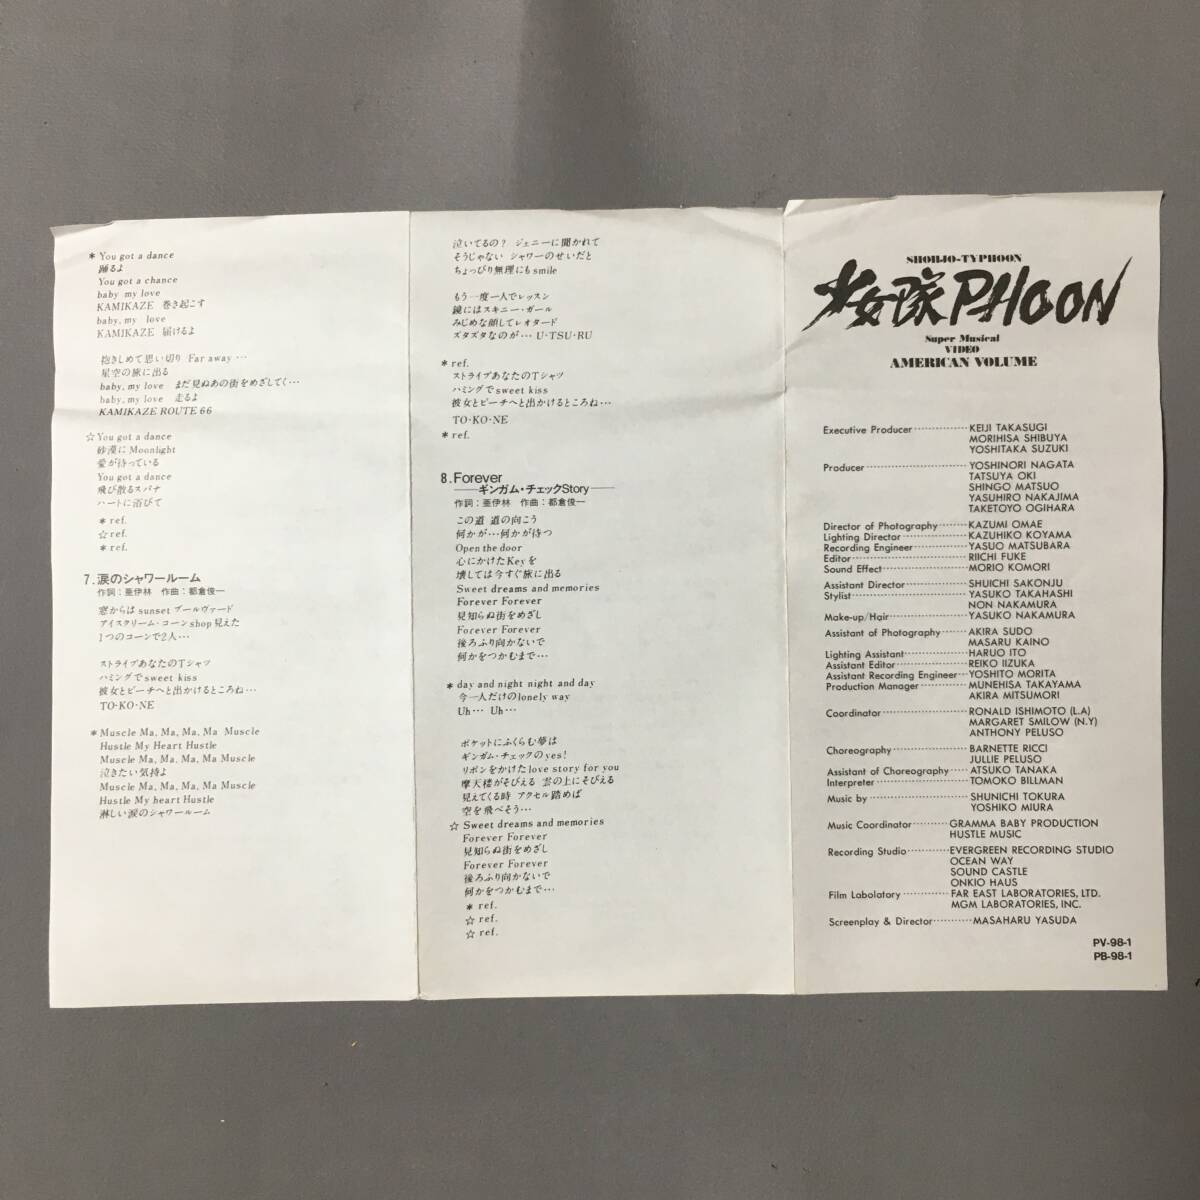 ＊You got a dance
踊るよ
You got a chance
baby my love
KAMIKAZE 巻き起こす
baby, my love
KAMIKAZE 届けるよ
抱きしめて思い切り/Far away…
星空の旅に出る
baby, my love まだ見ぬあの街をめざしてく…
baby, my love 走るよ
KAMIKAZE ROUTE 66
☆You got a dance
砂漠にMoonlight
愛が待っている
You got a dance
飛び散るスパナ
ハートに浴びて
＊ref.
☆ref.
＊ref.
7.涙のシャワールーム
作詞：亜伊林 作曲：都倉俊一
窓からはsunsetブールヴァード
アイスクリーム・コーンshop見えた
1つのコーンで2人…
ストライプあなたのTシャツ
ハミングでsweet kiss
彼女とビーチへと出かけるところね…
TO・KO・NE
＊Muscle Ma, Ma, Ma, Ma Muscle
Hustle My Heart Hustle
Muscle Ma, Ma, Ma, Ma Muscle
泣きたい気持よ
Muscle Ma, Ma, Ma, Ma Muscle
Hustle My heart Hustle
淋しい涙のシャワールーム
泣いてるの？ ジェニーに聞かれて
そうじゃない シャワーのせいだと
ちょっぴり無理にもsmile
もう一度一人でレッスン
鏡にはスキニー・ガール
みじめな顔してレオタード
ズタズタなのが…U・TSU・RU
＊ref.
ストライプあなたのTシャツ
ハミングでsweet kiss
彼女とビーチへと出かけるところね…
TO・KO・NE
＊ref.
8.Forever
――ギンガム・チェックStory――
作詞：亜伊林 作曲：都倉俊一
この道 道の向こう
何かが…何かが待つ
Open the door
心にかけたKeyを
壊しては今すぐ旅に出る
Sweet dreams and memories
Forever Forever
見知らぬ街をめざし
Forever Forever
後ろふり向かないで
何かをつかむまで…
＊day and night night and day
今一人だけのlonely way
Uh… Uh…
ポケットにふくらむ夢は
ギンガム・チェックのyes!
リボンをかけたlove story for you
摩天楼がそびえる 雲の上にそびえる
見えてくる時 アクセル踏めば
空を飛べそう…
☆Sweet dreams and memories
Forever Forever
見知らぬ街をめざし
Forever Forever
後ろふり向かないで
何かをつかむまで…
＊ref.
☆ref.
☆ref.
SHOHJO-TYPHOON
少女隊PHOON
Super Musical
VIDEO
AMERICAN VOLUME
Executive Producer……………KEIJI TAKASUGI
MORIHISA SHIBUYA
YOSHITAKA SUZUKI
Producer……………YOSHINORI NAGATA
TATSUYA OKI
SHINGO MATSUO
YASUHIRO NAKAJIMA
TAKETOYO OGIHARA
Director of Photography………KAZUMI OMAE
Lighting Director……………KAZUHIKO KOYAMA
Recording Engineer……………YASUO MATSUBARA
Editor……………RIICHI FUKE
Sound Effect……………MORIO KOMORI
Assistant Director……………SHUICHI SAKONJU
Stylist……………YASUKO TAKAHASHI
NON NAKAMURA
Make-up/Hair……………YASUKO NAKAMURA
Assistant of Photography………AKIRA SUDO
MASARU KAINO
Lighting Assistant……………HARUO ITO
Assistant Editor……………REIKO IIZUKA
Assistant Recording Engineer…YOSHITO MORITA
Production Manager……………MUNEHISA TAKAYAMA
AKIRA MITSUMORI
Coordinator……………RONALD ISHIMOTO (L.A)
MARGARET SMILOW (N.Y)
ANTHONY PELUSO
Choreography……………BARNETTE RICCI
JULLIE PELUSO
Assistant of Choreography……ATSUKO TANAKA
Interpreter……………TOMOKO BILLMAN
Music by……………SHUNICHI TOKURA
YOSHIKO MIURA
Music Coordinator………GRAMMA BABY PRODUCTION
HUSTLE MUSIC
Recording Studio………EVERGREEN RECORDING STUDIO
OCEAN WAY
SOUND CASTLE
ONKIO HAUS
Film Labolatory……………FAR EAST LABORATORIES, LTD.
MGM LABORATORIES, INC.
Screenplay & Director…………MASAHARU YASUDA
PV-98-1
PB-98-1